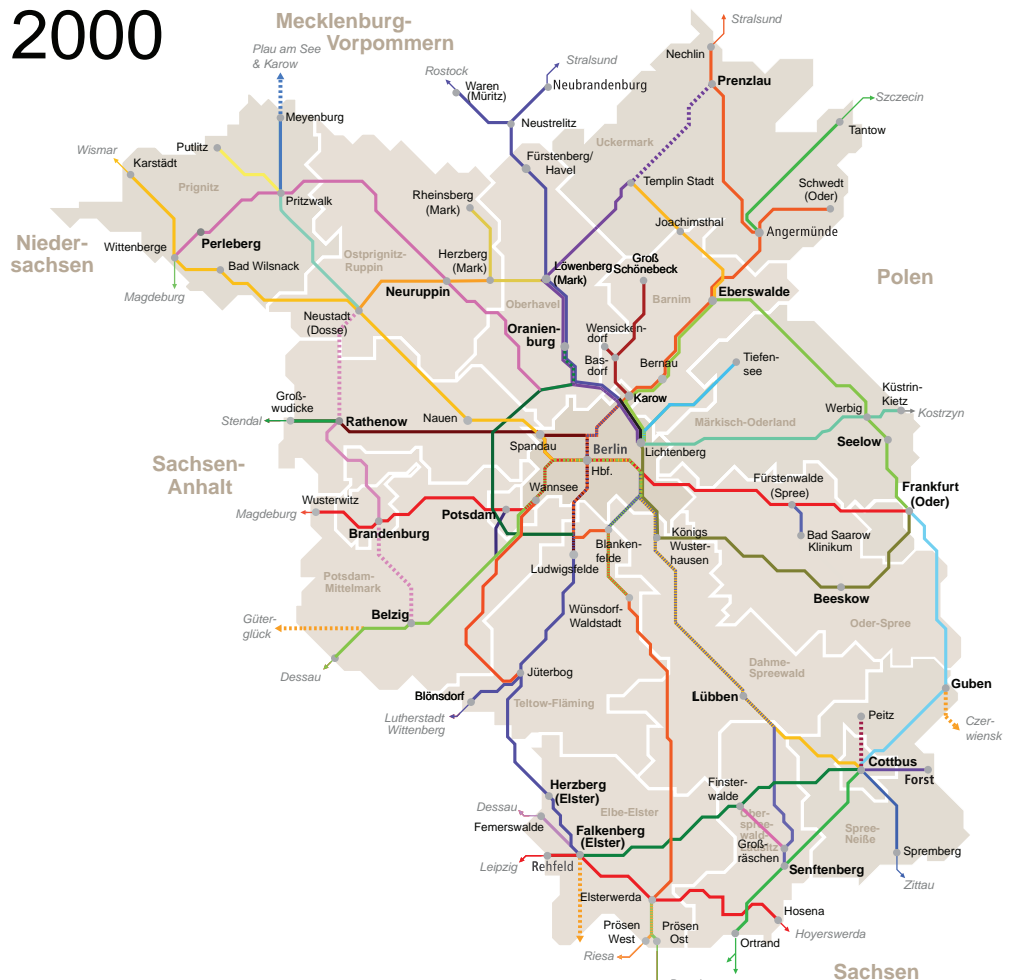 2000
Mecklenburg-
Vorpommern
Stralsund
Plau am See
& Karow
Nechlin
Rostock
Stralsund
Waren
(Müritz)
Neubrandenburg
Prenzlau
Szczecin
Meyenburg
Neustrelitz
Tantow
Wismar
Putlitz
Karstädt
Uckermark
Fürstenberg/
Havel
Prignitz
Templin Stadt
Schwedt
(Oder)
Rheinsberg
(Mark)
Pritzwalk
Joachimsthal
Angermünde
Nieder-
sachsen
Wittenberge
Perleberg
Ostprignitz-
Ruppin
Herzberg
(Mark)
Löwenberg
(Mark)
Groß
Schönebeck
Bad Wilsnack
Polen
Magdeburg
Neuruppin
Oberhavel
Barnim
Eberswalde
Neustadt
(Dosse)
Oranien-
burg
Wensicken-
dorf
Bas-
dorf
Bernau
Tiefen-
see
Groß-
wudicke
Karow
Küstrin-
Kietz
Stendal
Rathenow
Nauen
Märkisch-Oderland
Werbig
Kostrzyn
Spandau
Berlin
Lichtenberg
Seelow
Sachsen-
Anhalt
Hbf.
Wannsee
Fürstenwalde
(Spree)
Frankfurt
(Oder)
Wusterwitz
Magdeburg
Potsdam
Brandenburg
Blanken-
felde
Königs
Wuster-
hausen
Bad Saarow
Klinikum
Ludwigsfelde
Potsdam-
Mittelmark
Beeskow
Belzig
Wünsdorf-
Waldstadt
Güter-
glück
Oder-Spree
Dessau
Jüterbog
Dahme-
Spreewald
Guben
Blönsdorf
Lübben
Teltow-Fläming
Peitz
Lutherstadt
Wittenberg
Czer-
wiensk
Cottbus
Forst
Herzberg
(Elster)
Finster-
walde
Dessau
Elbe-Elster
Ober-
spree-
wald-
Lausitz
Femerswalde
Falkenberg
(Elster)
Spree-
Neiße
Groß-
räschen
Spremberg
Leipzig
Rehfeld
Senftenberg
Zittau
Elsterwerda
Hosena
Prösen
West
Prösen
Ost
Hoyerswerda
Ortrand
Riesa
Sachsen